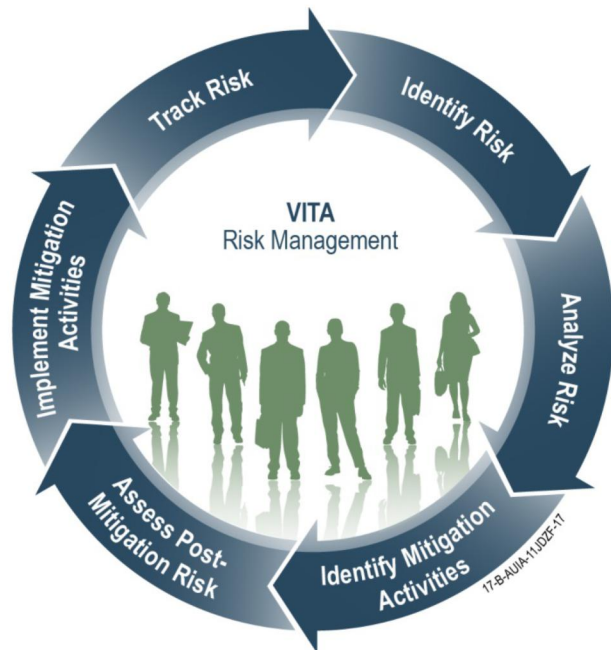 VITA
Risk Management
Identify Risk
Analyze Risk
Identify Mitigation
Activities
Assess Post-
Mitigation Risk
Implement Mitigation
Activities
Track Risk
17-B-AUIA-11JDZF-17